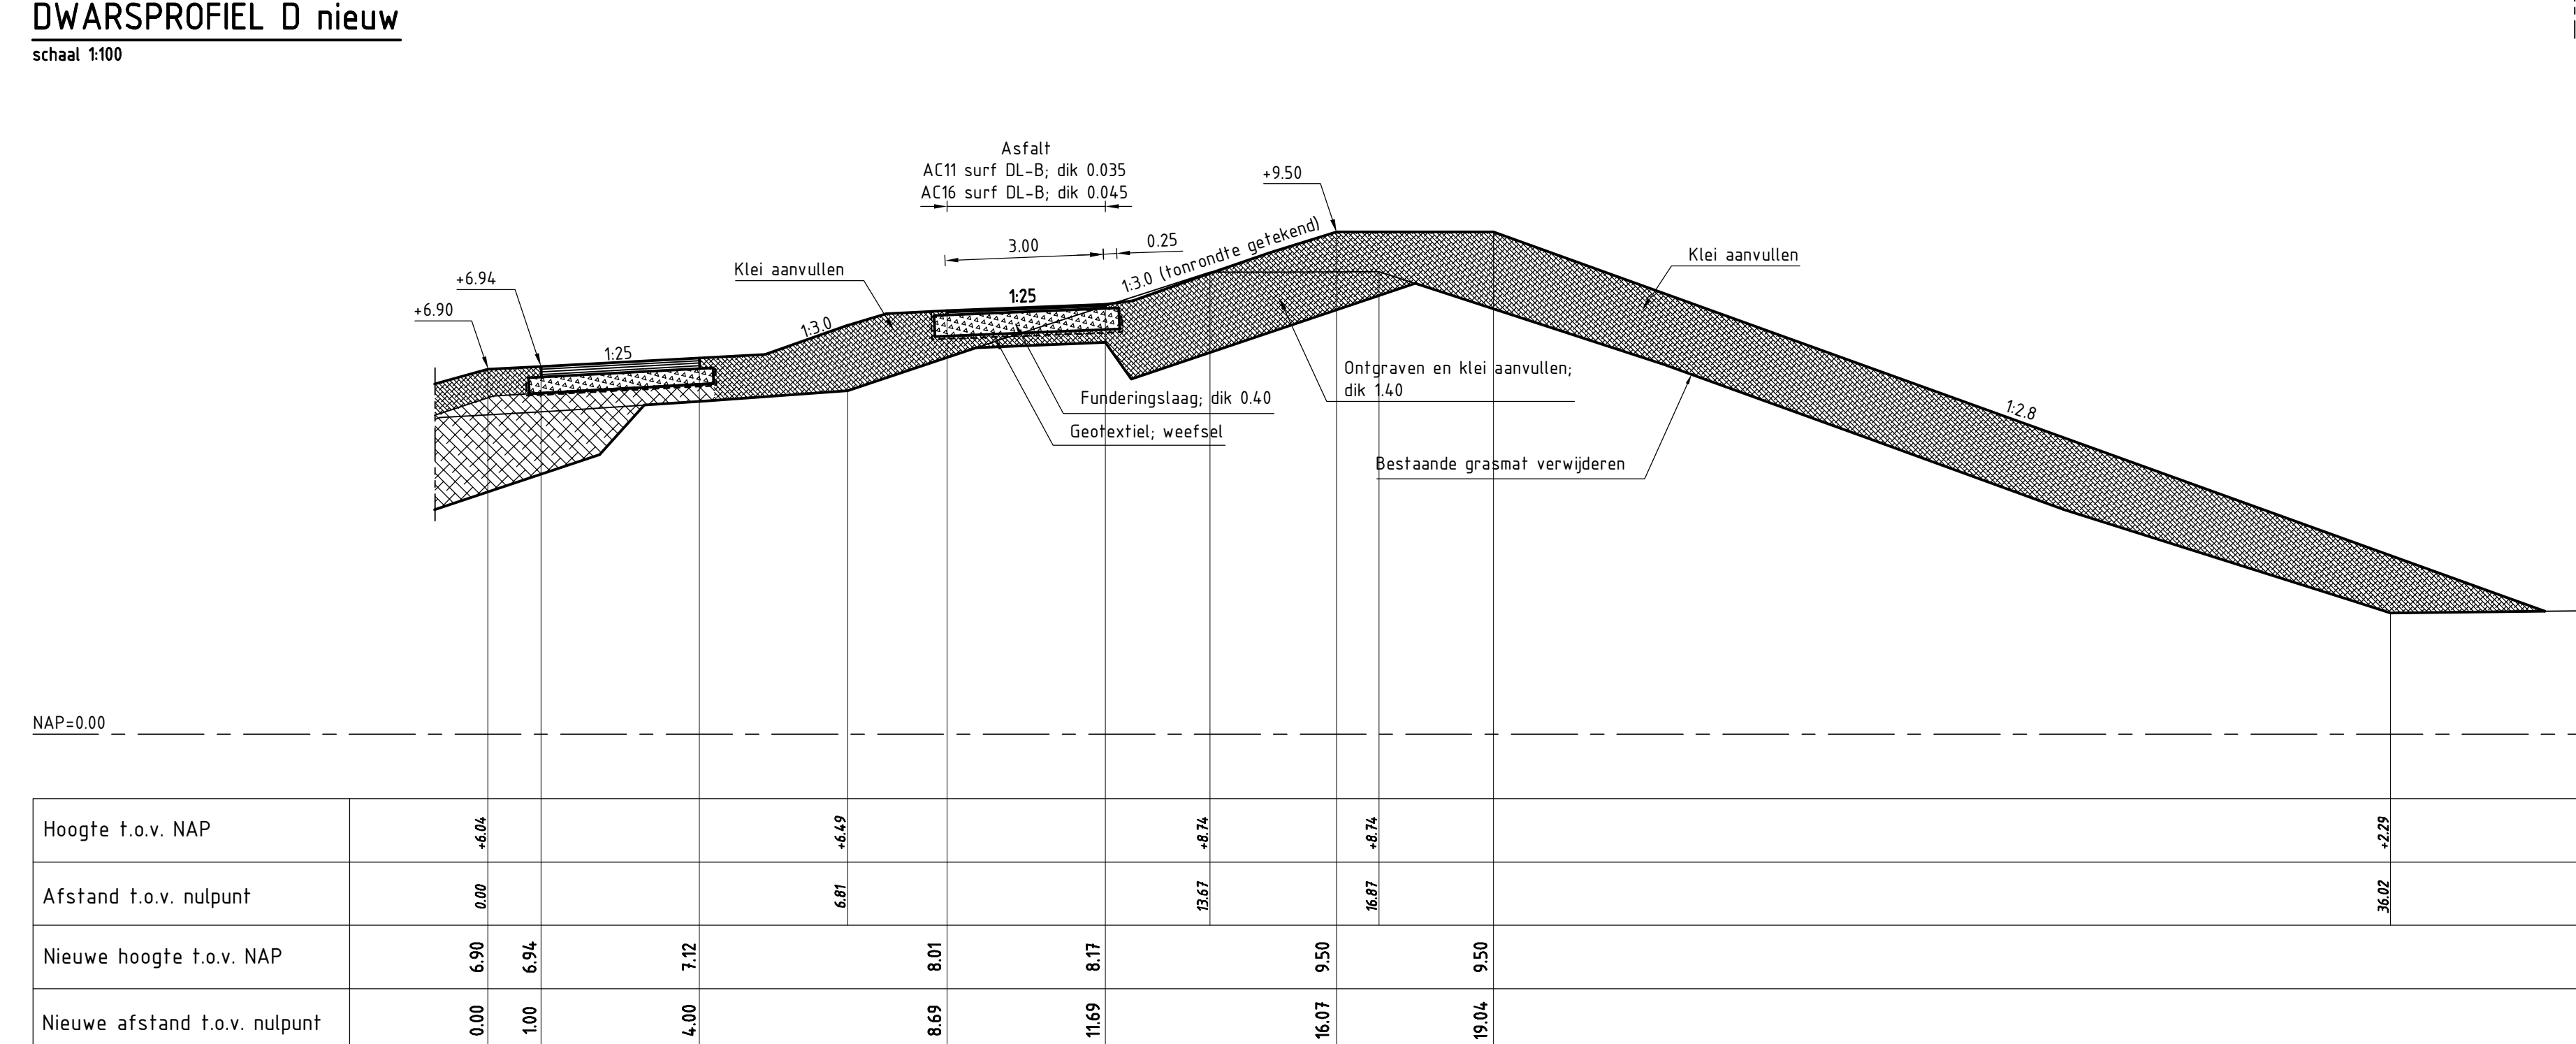 DWARSPROFIEL D nieuw
schaal 1:100
Asfalt
AC11 surf DL-B; dik 0.035
AC16 surf DL-B; dik 0.045
+9.50
3.00
0.25
1:3.0 (tonrondte getekend)
Klei aanvullen
Klei aanvullen
+6.94
+6.90
1:25
1:3.0
1:25
Ontgraven en klei aanvullen;
dik 1.40
Funderingslaag; dik 0.40
Geotextiel; weefsel
1:2.8
Bestaande grasmat verwijderen
NAP=0.00
Hoogte t.o.v. NAP +6.04 +6.49 +8.74 +8.74 +2.29
Afstand t.o.v. nulpunt 0.00 6.81 13.67 16.87 36.02
Nieuwe hoogte t.o.v. NAP 6.90 6.94 7.12 8.01 8.17 9.50 9.50
Nieuwe afstand t.o.v. nulpunt 0.00 1.00 4.00 8.69 11.69 16.07 19.04